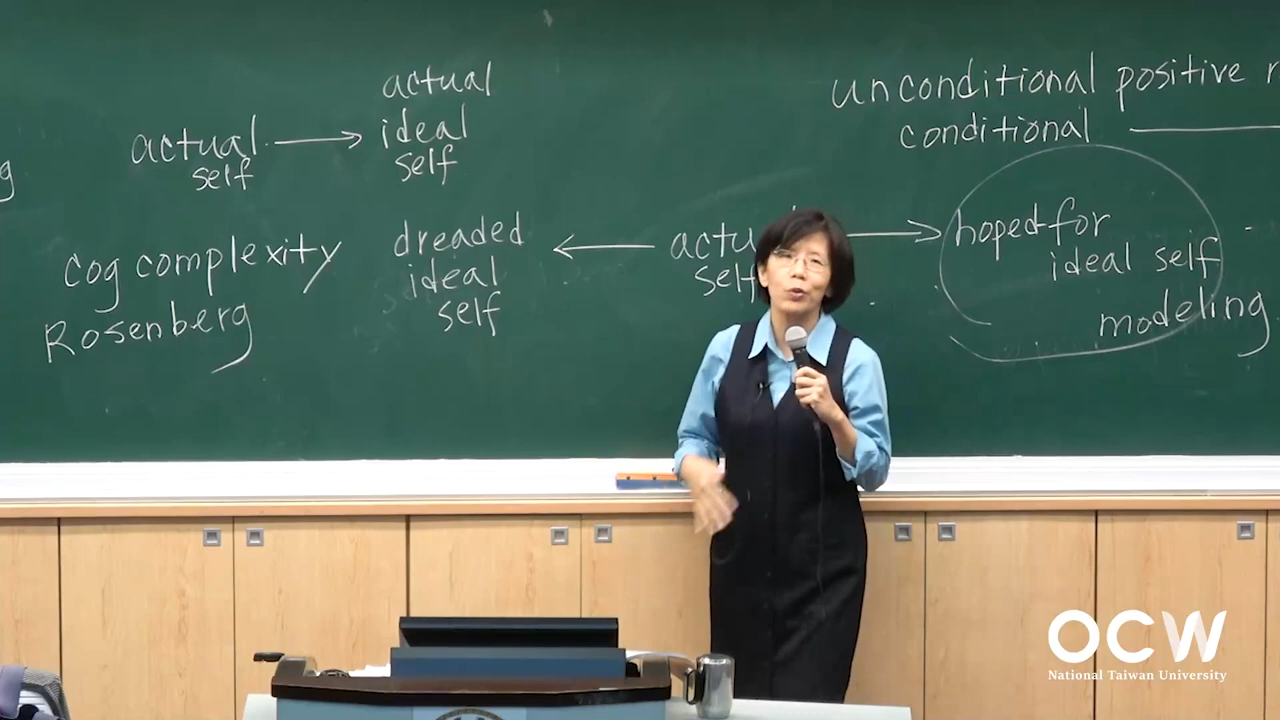 actual
ideal
self
actual
self
cog complexity
Rosenberg
dreaded
ideal
self
self
hoped-for
ideal self
modeling
unconditional positive
conditional
OCW
National Taiwan University